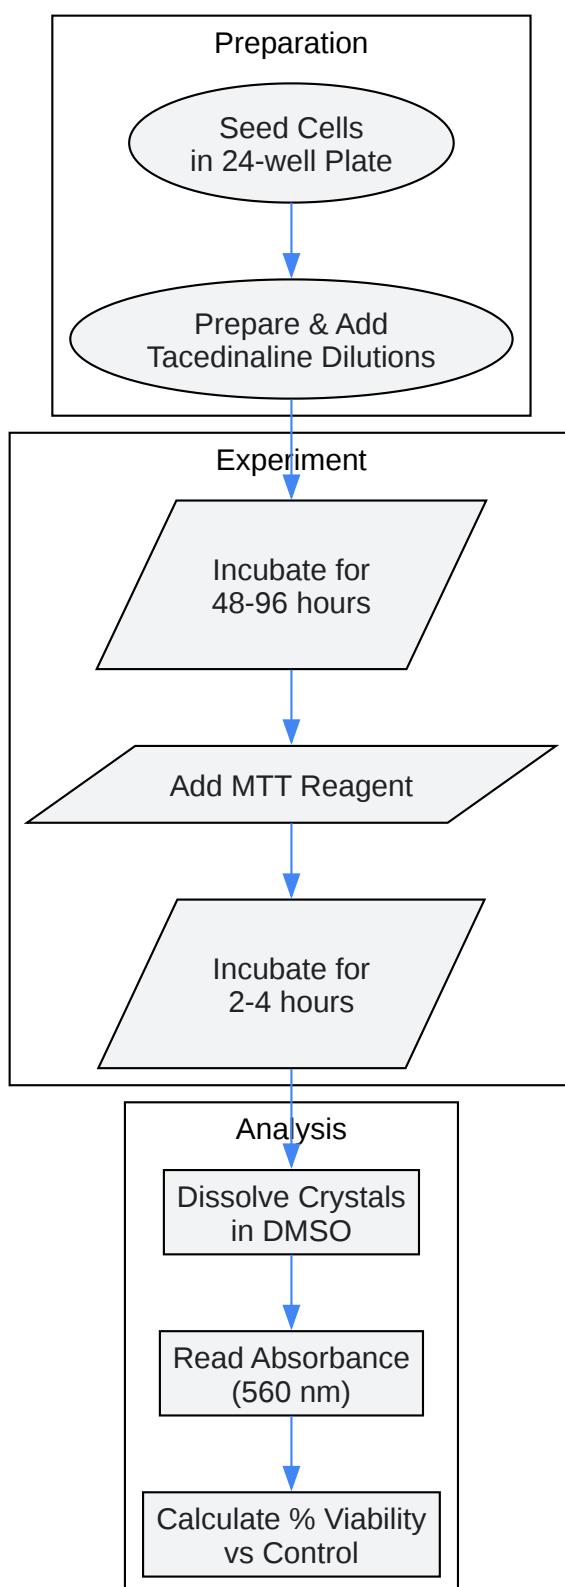 Preparation
Seed Cells
in 24-well Plate
Prepare & Add
Tacedinaline Dilutions
Experiment
Incubate for
48-96 hours
Add MTT Reagent
Incubate for
2-4 hours
Analysis
Dissolve Crystals
in DMSO
Read Absorbance
(560 nm)
Calculate % Viability
vs Control